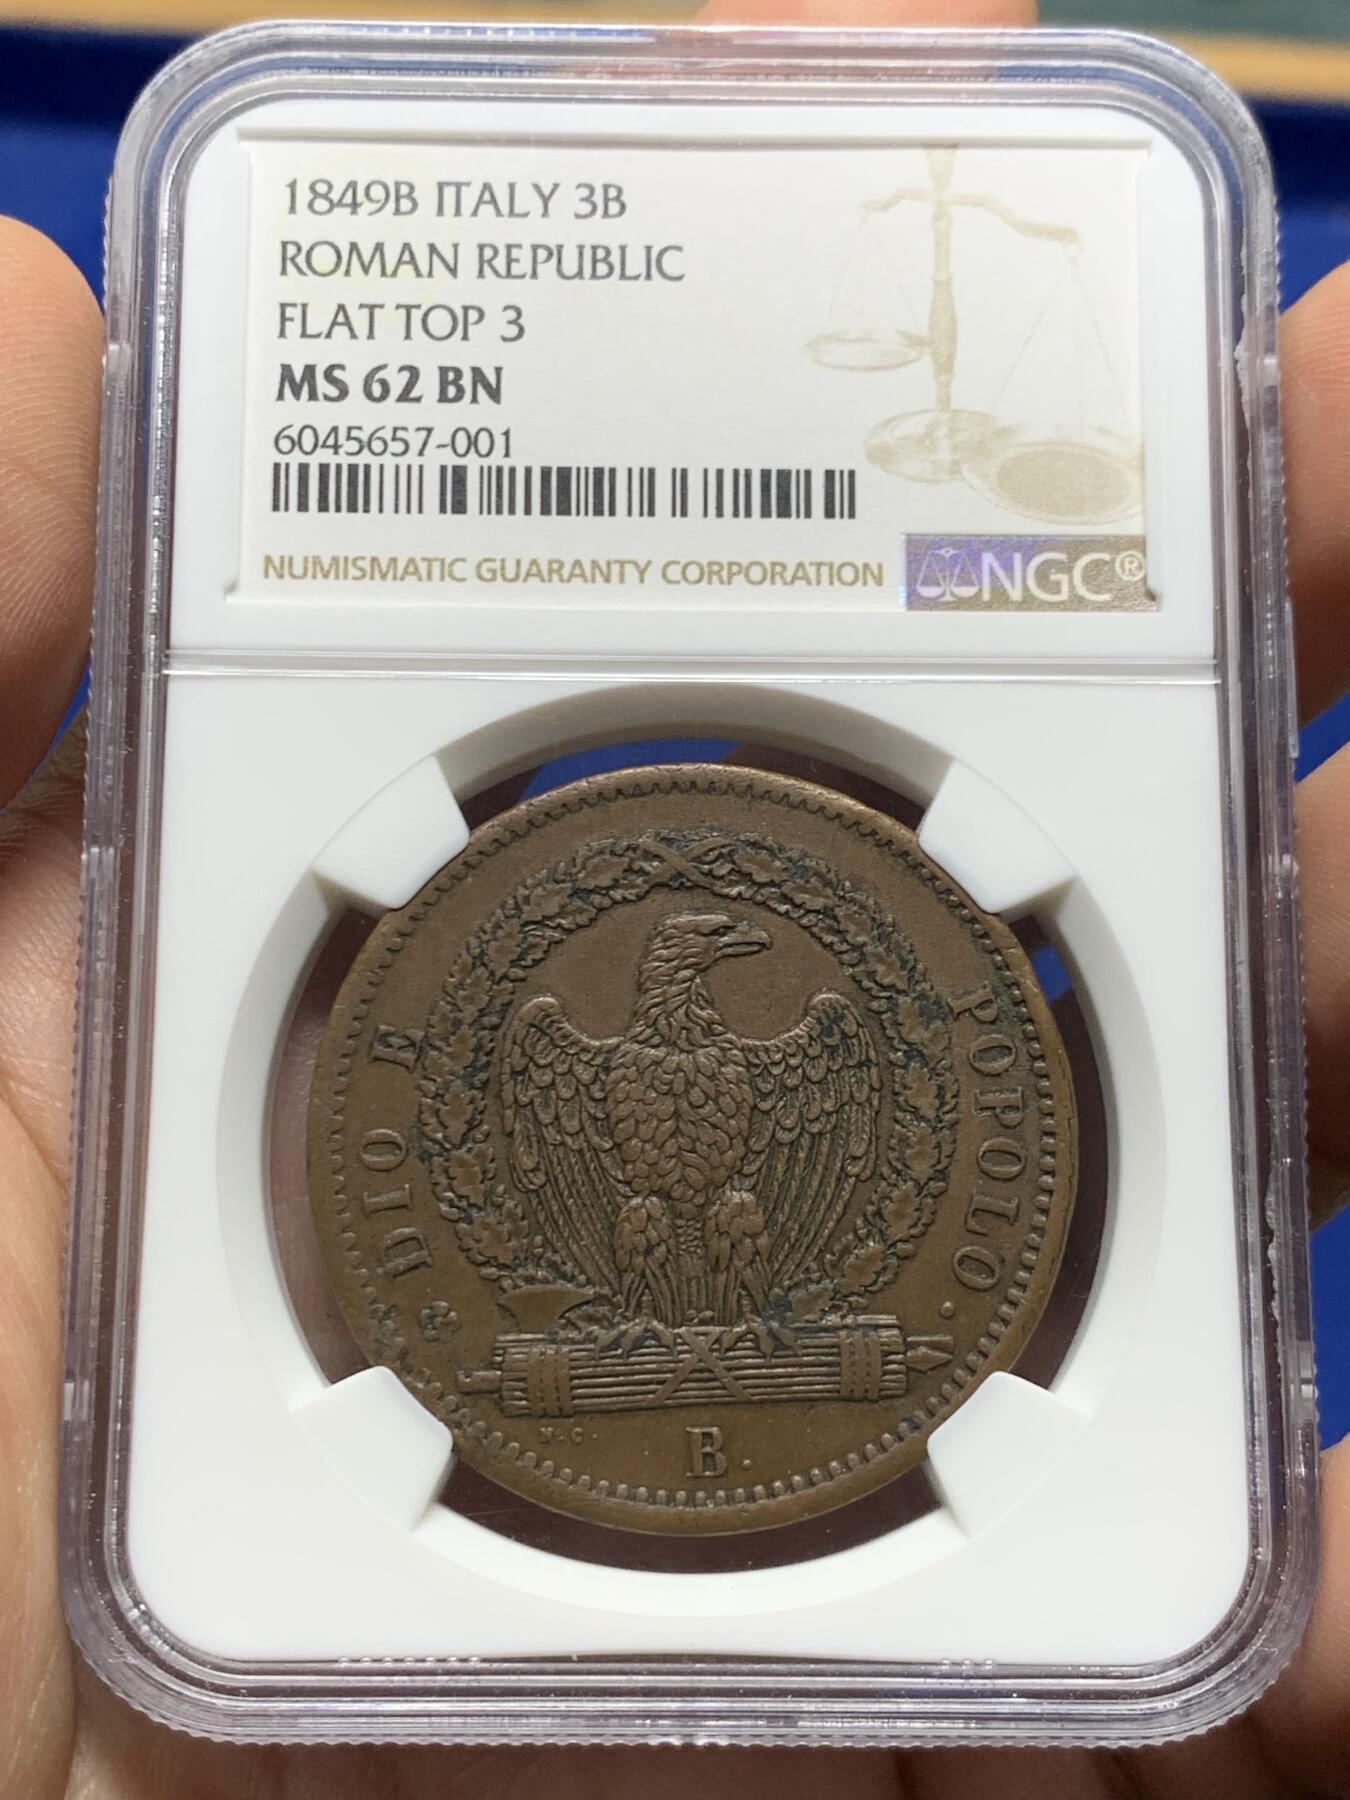 1849B ITALY 3B
ROMAN REPUBLIC
FLAT TOP 3
MS 62 BN
6045657-001
NUMISMATIC GUARANTY CORPORATION
NGC®
DIO E
POPOLO.
N.C.
B.